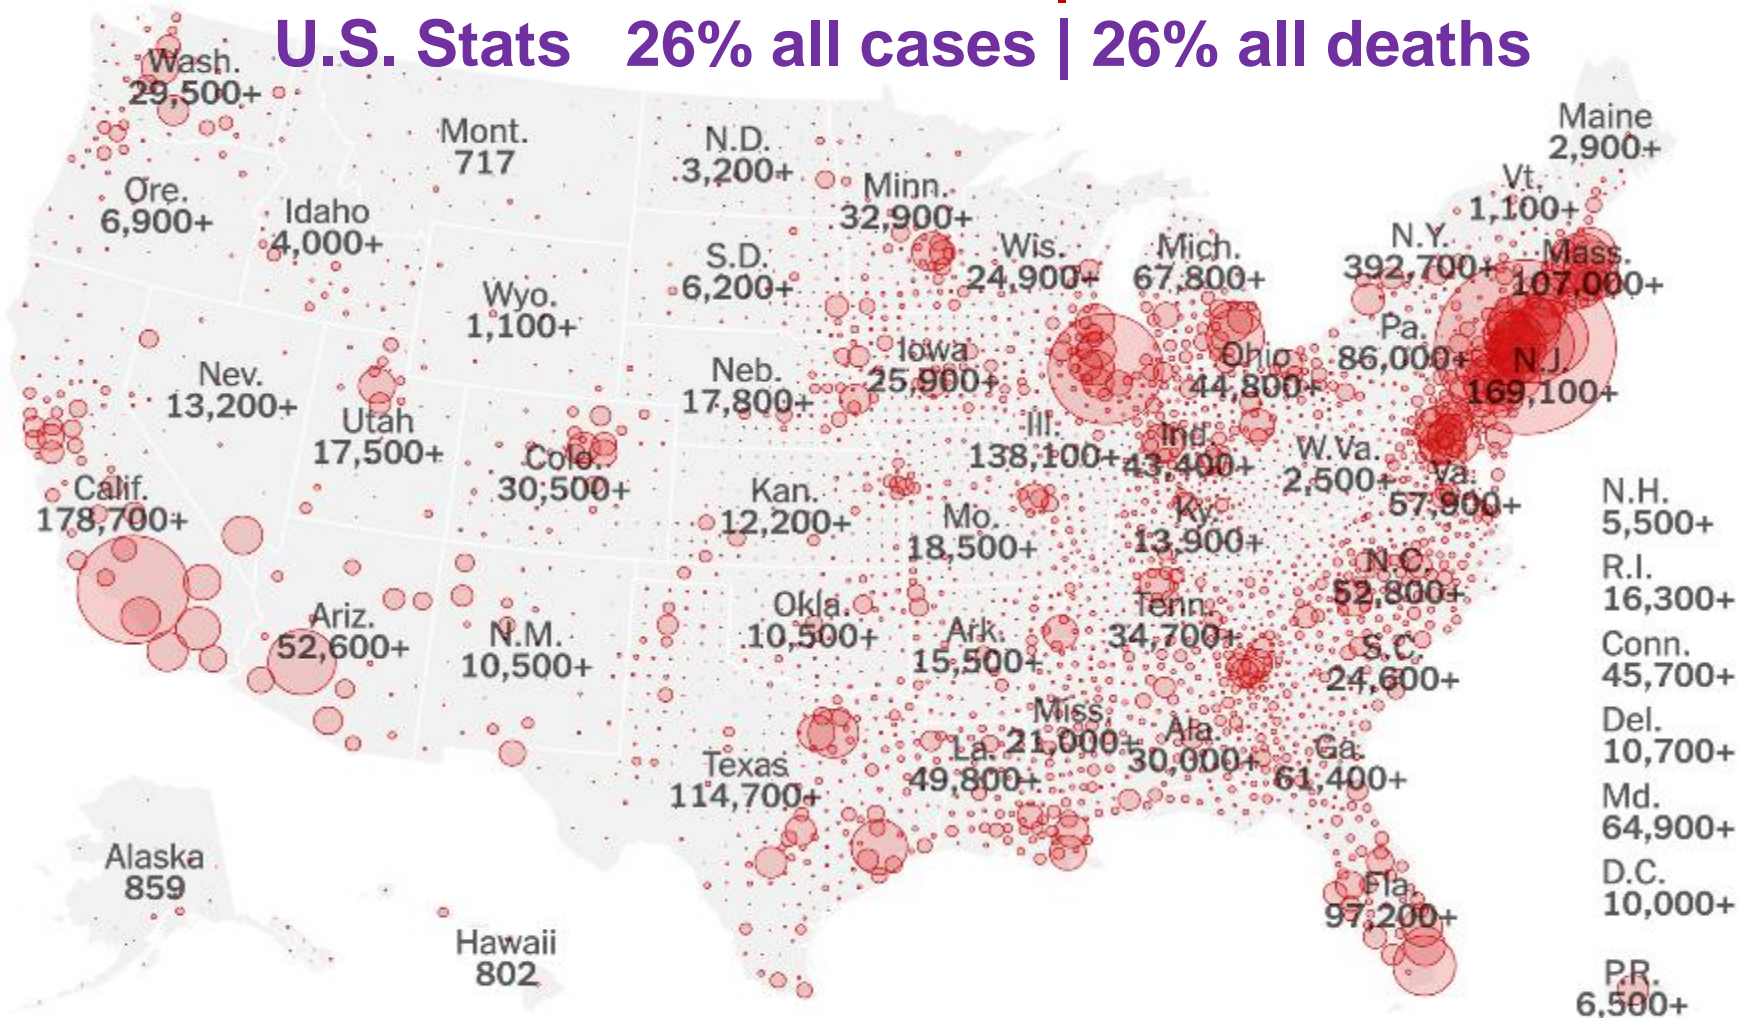 U.S. Stats 26% all cases | 26% all deaths
Wash.
29,500+
Mont.
717
N.D.
3,200+
Minn.
32,900+
Maine
2,900+
Vt.
1,100+
Ore.
6,900+
Idaho
4,000+
S.D.
6,200+
Wis.
24,900+
Mich.
67,800+
N.Y.
392,700+
Mass.
107,000+
Wyo.
1,100+
Nev.
13,200+
Utah
17,500+
Neb.
17,800+
Iowa
25,900+
Ohio
44,800+
Pa.
86,000+
N.J.
169,100+
Calif.
178,700+
Colo.
30,500+
Kan.
12,200+
Mo.
18,500+
Ill.
138,100+
Ind.
43,400+
W.Va.
2,500+
Va.
57,900+
Ky.
13,900+
N.H.
5,500+
Ariz.
52,600+
N.M.
10,500+
Okla.
10,500+
Ark.
15,500+
Tenn.
34,700+
N.C.
52,800+
S.C.
24,600+
R.I.
16,300+
Conn.
45,700+
Texas
114,700+
La.
49,800+
Miss.
21,000+
Ala.
30,000+
Ga.
61,400+
Del.
10,700+
Md.
64,900+
Alaska
859
Hawaii
802
Fla.
97,200+
D.C.
10,000+
P.R.
6,500+